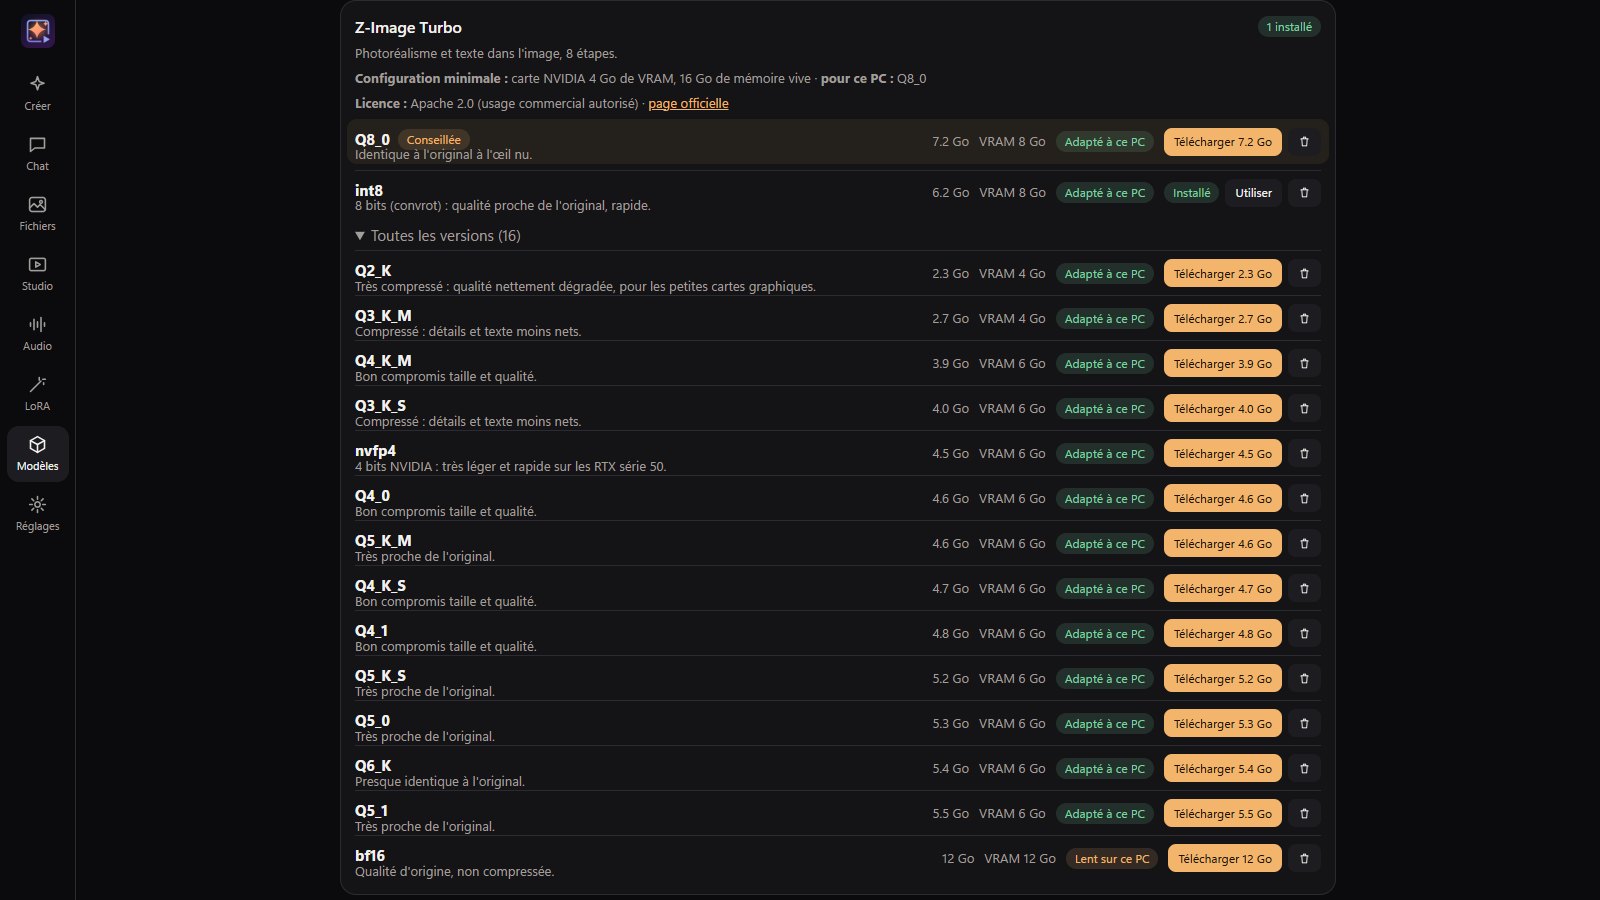 Créer
Chat
Fichiers
Studio
Audio
LoRA
Modèles
Réglages
Z-Image Turbo
1 installé
Photoréalisme et texte dans l'image, 8 étapes.
Configuration minimale : carte NVIDIA 4 Go de VRAM, 16 Go de mémoire vive · pour ce PC : Q8_0
Licence : Apache 2.0 (usage commercial autorisé) · page officielle
Q8_0 Conseillée 7.2 Go VRAM 8 Go Adapté à ce PC Télécharger 7.2 Go
Identique à l'original à l'œil nu.
int8 6.2 Go VRAM 8 Go Adapté à ce PC Installé Utiliser
8 bits (convrot) : qualité proche de l'original, rapide.
▼ Toutes les versions (16)
Q2_K 2.3 Go VRAM 4 Go Adapté à ce PC Télécharger 2.3 Go
Très compressé : qualité nettement dégradée, pour les petites cartes graphiques.
Q3_K_M 2.7 Go VRAM 4 Go Adapté à ce PC Télécharger 2.7 Go
Compressé : détails et texte moins nets.
Q4_K_M 3.9 Go VRAM 6 Go Adapté à ce PC Télécharger 3.9 Go
Bon compromis taille et qualité.
Q3_K_S 4.0 Go VRAM 6 Go Adapté à ce PC Télécharger 4.0 Go
Compressé : détails et texte moins nets.
nvfp4 4.5 Go VRAM 6 Go Adapté à ce PC Télécharger 4.5 Go
4 bits NVIDIA : très léger et rapide sur les RTX série 50.
Q4_0 4.6 Go VRAM 6 Go Adapté à ce PC Télécharger 4.6 Go
Bon compromis taille et qualité.
Q5_K_M 4.6 Go VRAM 6 Go Adapté à ce PC Télécharger 4.6 Go
Très proche de l'original.
Q4_K_S 4.7 Go VRAM 6 Go Adapté à ce PC Télécharger 4.7 Go
Bon compromis taille et qualité.
Q4_1 4.8 Go VRAM 6 Go Adapté à ce PC Télécharger 4.8 Go
Bon compromis taille et qualité.
Q5_K_S 5.2 Go VRAM 6 Go Adapté à ce PC Télécharger 5.2 Go
Très proche de l'original.
Q5_0 5.3 Go VRAM 6 Go Adapté à ce PC Télécharger 5.3 Go
Très proche de l'original.
Q6_K 5.4 Go VRAM 6 Go Adapté à ce PC Télécharger 5.4 Go
Presque identique à l'original.
Q5_1 5.5 Go VRAM 6 Go Adapté à ce PC Télécharger 5.5 Go
Très proche de l'original.
bf16 12 Go VRAM 12 Go Lent sur ce PC Télécharger 12 Go
Qualité d'origine, non compressée.